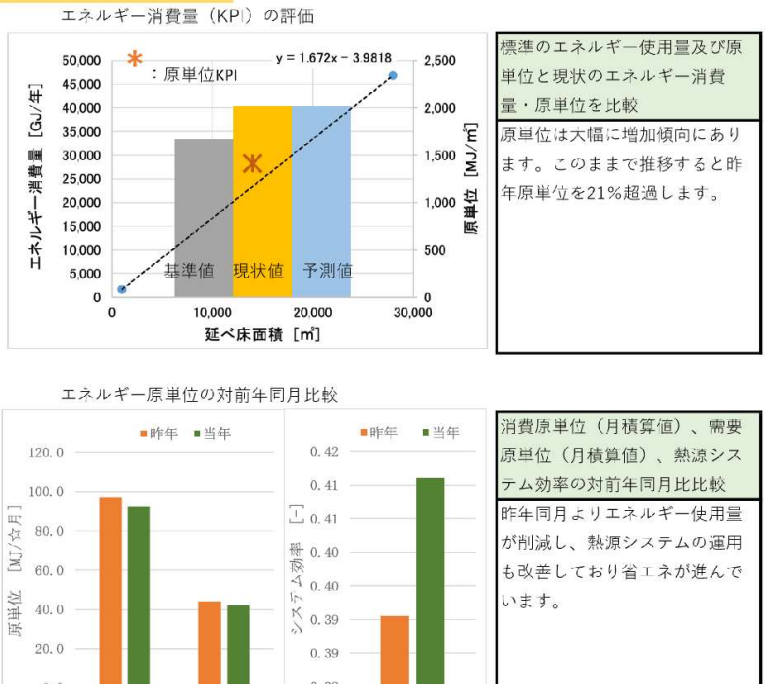 エネルギー消費量（KPI）の評価
y = 1.672x − 3.9818
：原単位KPI
エネルギー消費量 [GJ/年]
50,000
45,000
40,000
35,000
30,000
25,000
20,000
15,000
10,000
5,000
0
2,500
2,000
1,500
1,000
500
0
原単位 [MJ/㎡]
基準値 現状値 予測値
0 10,000 20,000 30,000
延べ床面積 [㎡]
標準のエネルギー使用量及び原
単位と現状のエネルギー消費
量・原単位を比較
原単位は大幅に増加傾向にあり
ます。このままで推移すると昨
年原単位を21％超過します。
エネルギー原単位の対前年同月比較
■昨年 ■当年
原単位 [MJ/☆月]
120.0
100.0
80.0
60.0
40.0
20.0
■昨年 ■当年
システム効率 [-]
0.42
0.41
0.41
0.40
0.40
0.39
0.39
消費原単位（月積算値）、需要
原単位（月積算値）、熱源シス
テム効率の対前年同月比比較
昨年同月よりエネルギー使用量
が削減し、熱源システムの運用
も改善しており省エネが進んで
います。